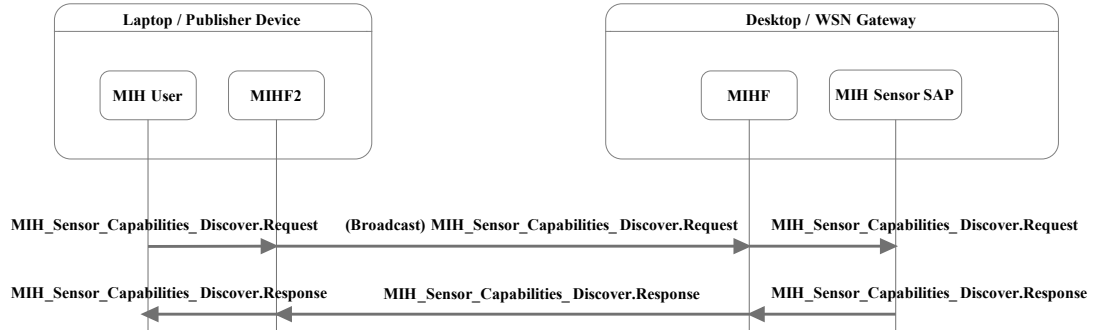 Laptop / Publisher Device
Desktop / WSN Gateway
MIH User
MIHF2
MIHF
MIH Sensor SAP
MIH_Sensor_Capabilities_ Discover.Request
(Broadcast) MIH_Sensor_Capabilities_ Discover.Request
MIH_Sensor_Capabilities_ Discover.Request
MIH_Sensor_Capabilities_ Discover.Response
MIH_Sensor_Capabilities_ Discover.Response
MIH_Sensor_Capabilities_ Discover.Response